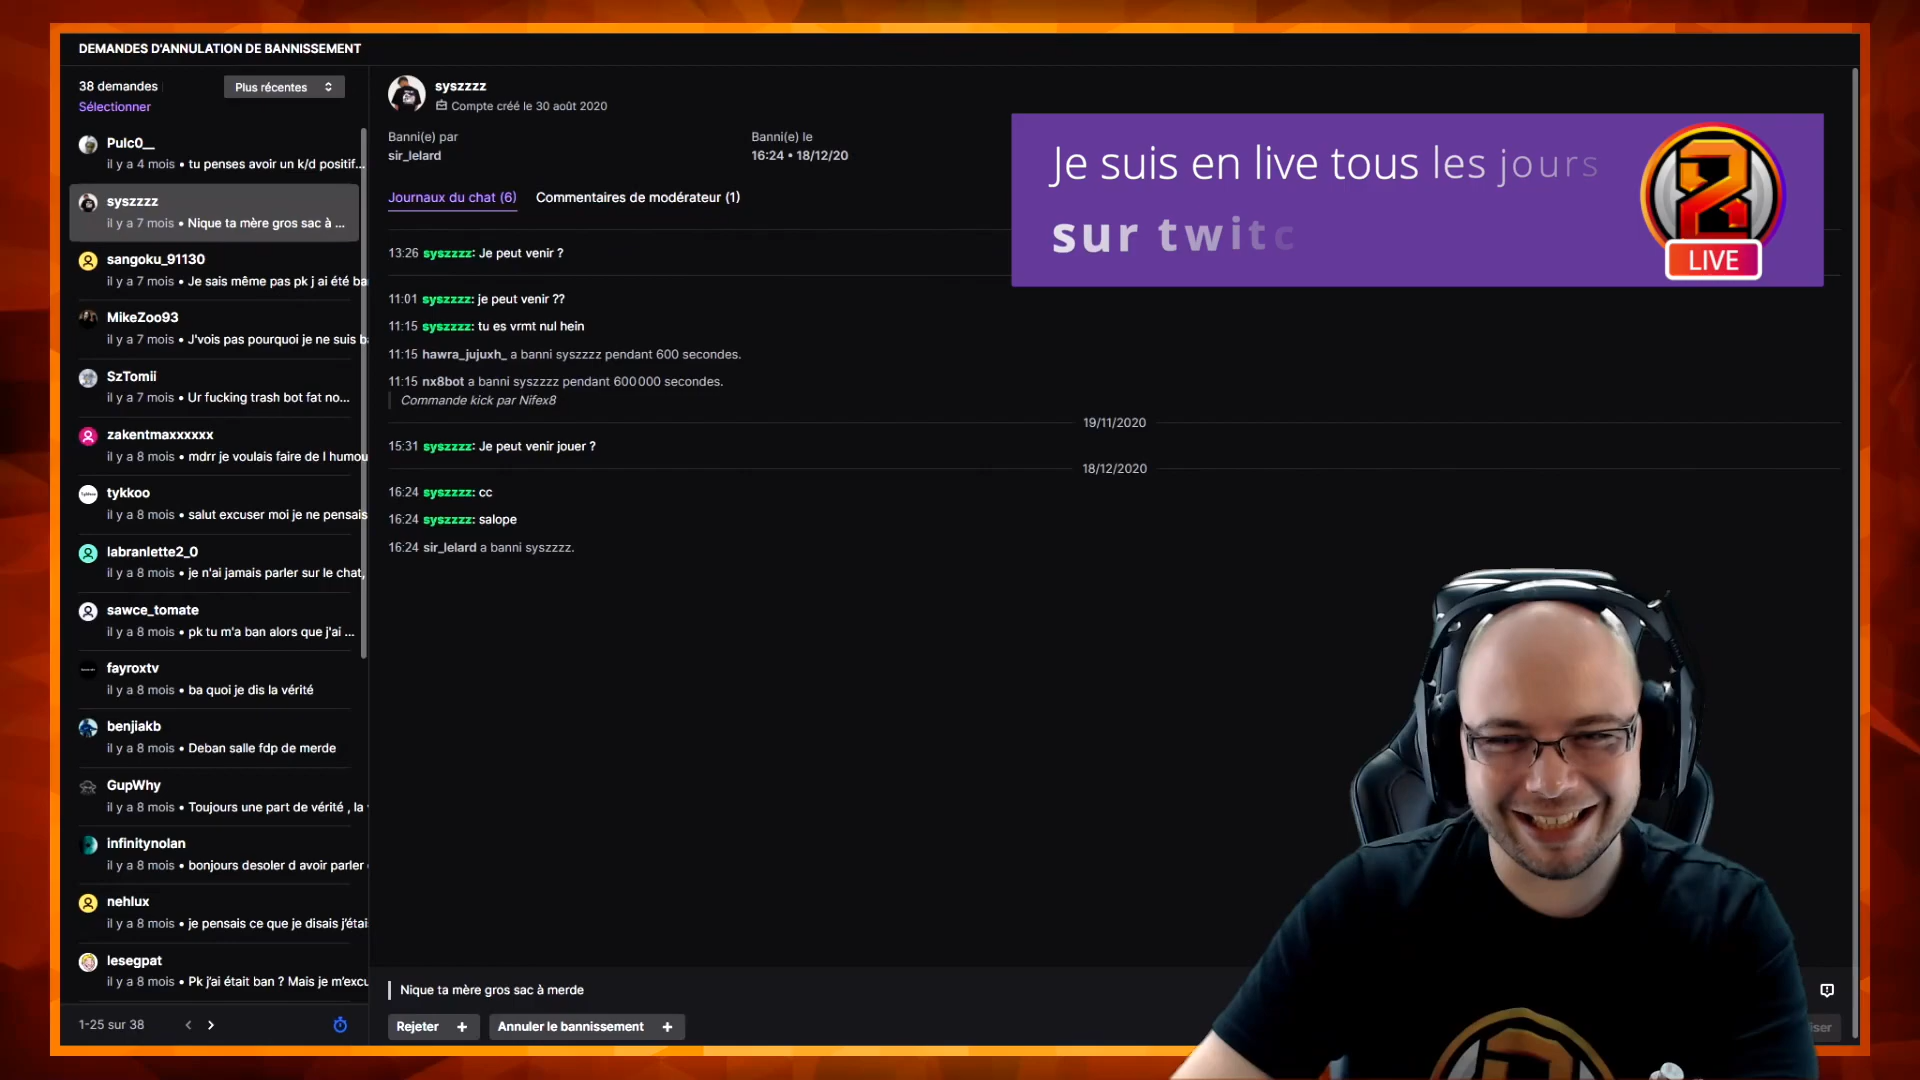 DEMANDES D'ANNULATION DE BANNISSEMENT
38 demandes
Plus récentes
Sélectionner
Pulc0__
il y a 4 mois • tu penses avoir un k/d positif...
syszzzz
il y a 7 mois • Nique ta mère gros sac à ...
sangoku_91130
il y a 7 mois • Je sais même pas pk j ai été ba
MikeZoo93
il y a 7 mois • J'vois pas pourquoi je ne suis b
SzTomii
il y a 7 mois • Ur fucking trash bot fat no...
zakentmaxxxxxx
il y a 8 mois • mdrr je voulais faire de l humou
tykkoo
il y a 8 mois • salut excuser moi je ne pensais
labranlette2_0
il y a 8 mois • je n'ai jamais parler sur le chat,
sawce_tomate
il y a 8 mois • pk tu m'a ban alors que j'ai ...
fayroxtv
il y a 8 mois • ba quoi je dis la vérité
benjiakb
il y a 8 mois • Deban salle fdp de merde
GupWhy
il y a 8 mois • Toujours une part de vérité , la
infinitynolan
il y a 8 mois • bonjours desoler d avoir parler
nehlux
il y a 8 mois • je pensais ce que je disais j'étai
lesegpat
il y a 8 mois • Pk j'ai était ban ? Mais je m'excu
1-25 sur 38
syszzzz
Compte créé le 30 août 2020
Banni(e) par
sir_lelard
Banni(e) le
16:24 • 18/12/20
Journaux du chat (6)
Commentaires de modérateur (1)
13:26 syszzzz: Je peut venir ?
11:01 syszzzz: je peut venir ??
11:15 syszzzz: tu es vrmt nul hein
11:15 hawra_jujuxh_ a banni syszzzz pendant 600 secondes.
11:15 nx8bot a banni syszzzz pendant 600 000 secondes.
Commande kick par Nifex8
19/11/2020
15:31 syszzzz: Je peut venir jouer ?
18/12/2020
16:24 syszzzz: cc
16:24 syszzzz: salope
16:24 sir_lelard a banni syszzzz.
Nique ta mère gros sac à merde
Rejeter +
Annuler le bannissement +
Je suis en live tous les jours
sur twitc
LIVE